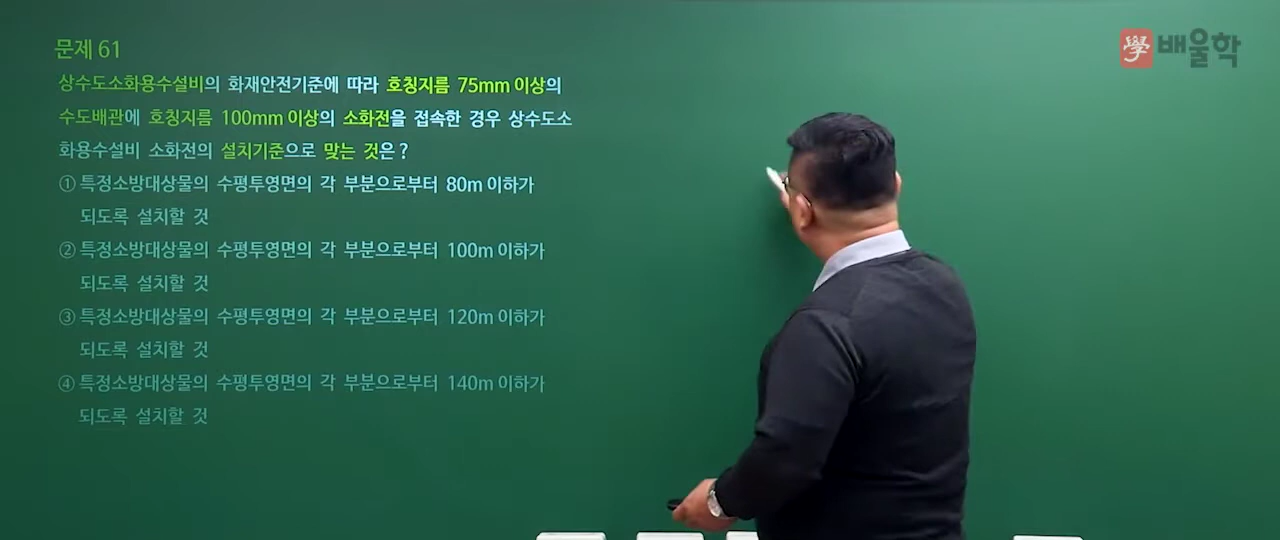 문제 61
學 배울학
상수도소화용수설비의 화재안전기준에 따라 호칭지름 75mm 이상의
수도배관에 호칭지름 100mm 이상의 소화전을 접속한 경우 상수도소
화용수설비 소화전의 설치기준으로 맞는 것은?
① 특정소방대상물의 수평투영면의 각 부분으로부터 80m 이하가
되도록 설치할 것
② 특정소방대상물의 수평투영면의 각 부분으로부터 100m 이하가
되도록 설치할 것
③ 특정소방대상물의 수평투영면의 각 부분으로부터 120m 이하가
되도록 설치할 것
④ 특정소방대상물의 수평투영면의 각 부분으로부터 140m 이하가
되도록 설치할 것